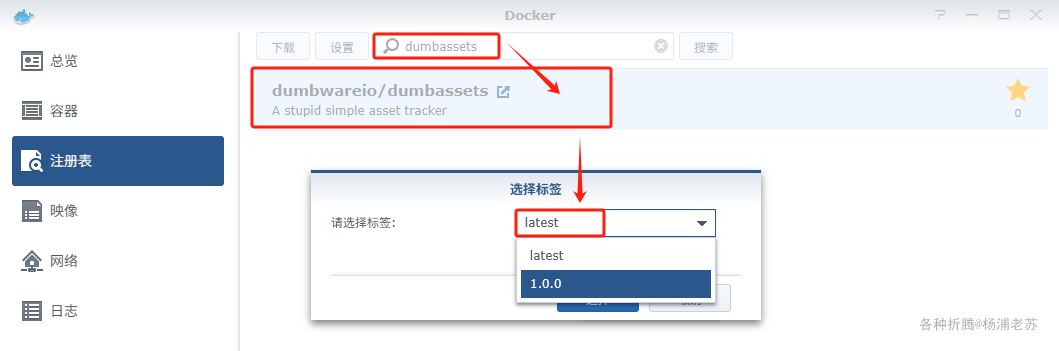 Docker
总览
容器
注册表
映像
网络
日志
下载
设置
dumbassets
搜索
dumbwareio/dumbassets
A stupid simple asset tracker
0
选择标签
请选择标签:
latest
latest
1.0.0
各种折腾@杨浦老苏